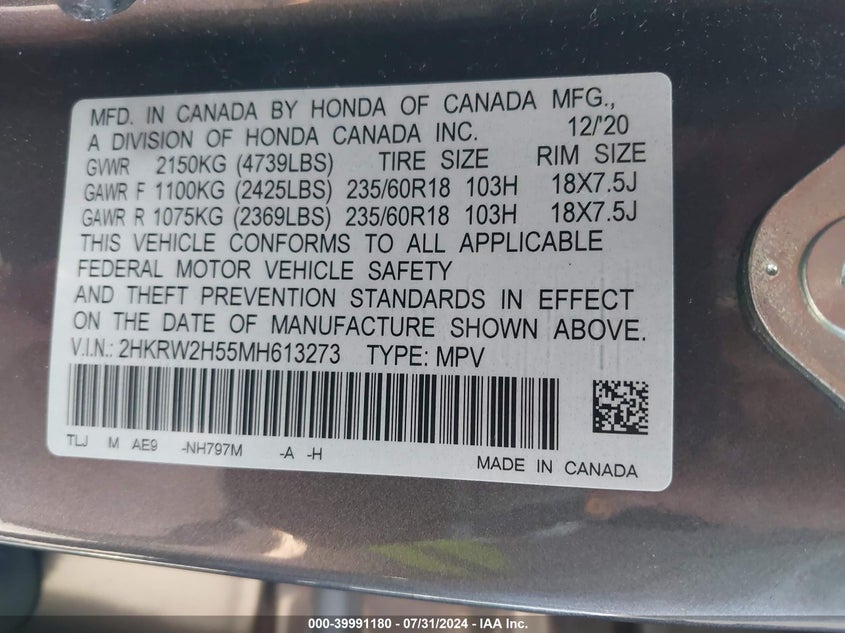 MFD. IN CANADA BY HONDA OF CANADA MFG.,
A DIVISION OF HONDA CANADA INC. 12/'20
GVWR 2150KG (4739LBS) TIRE SIZE RIM SIZE
GAWR F 1100KG (2425LBS) 235/60R18 103H 18X7.5J
GAWR R 1075KG (2369LBS) 235/60R18 103H 18X7.5J
THIS VEHICLE CONFORMS TO ALL APPLICABLE
FEDERAL MOTOR VEHICLE SAFETY
AND THEFT PREVENTION STANDARDS IN EFFECT
ON THE DATE OF MANUFACTURE SHOWN ABOVE.
V.I.N.: 2HKRW2H55MH613273 TYPE: MPV
TLJ M AE9 -NH797M -A -H
MADE IN CANADA
000-39991180 - 07/31/2024 - IAA Inc.